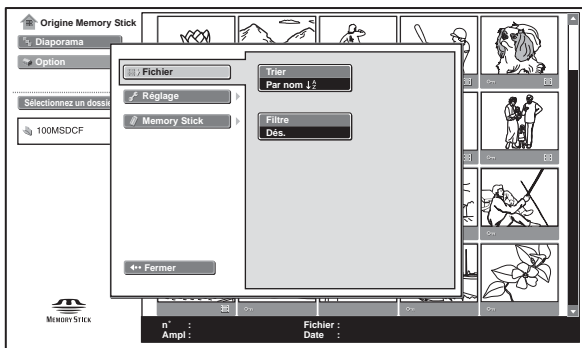 Origine Memory Stick
Diaporama
Option
Sélectionnez un dossie
100MSDCF
MEMORY STICK
Fichier
Réglage
Memory Stick
Fermer
Trier
Par nom ↓A Z
Filtre
Dés.
n° :
Ampl :
Fichier :
Date :